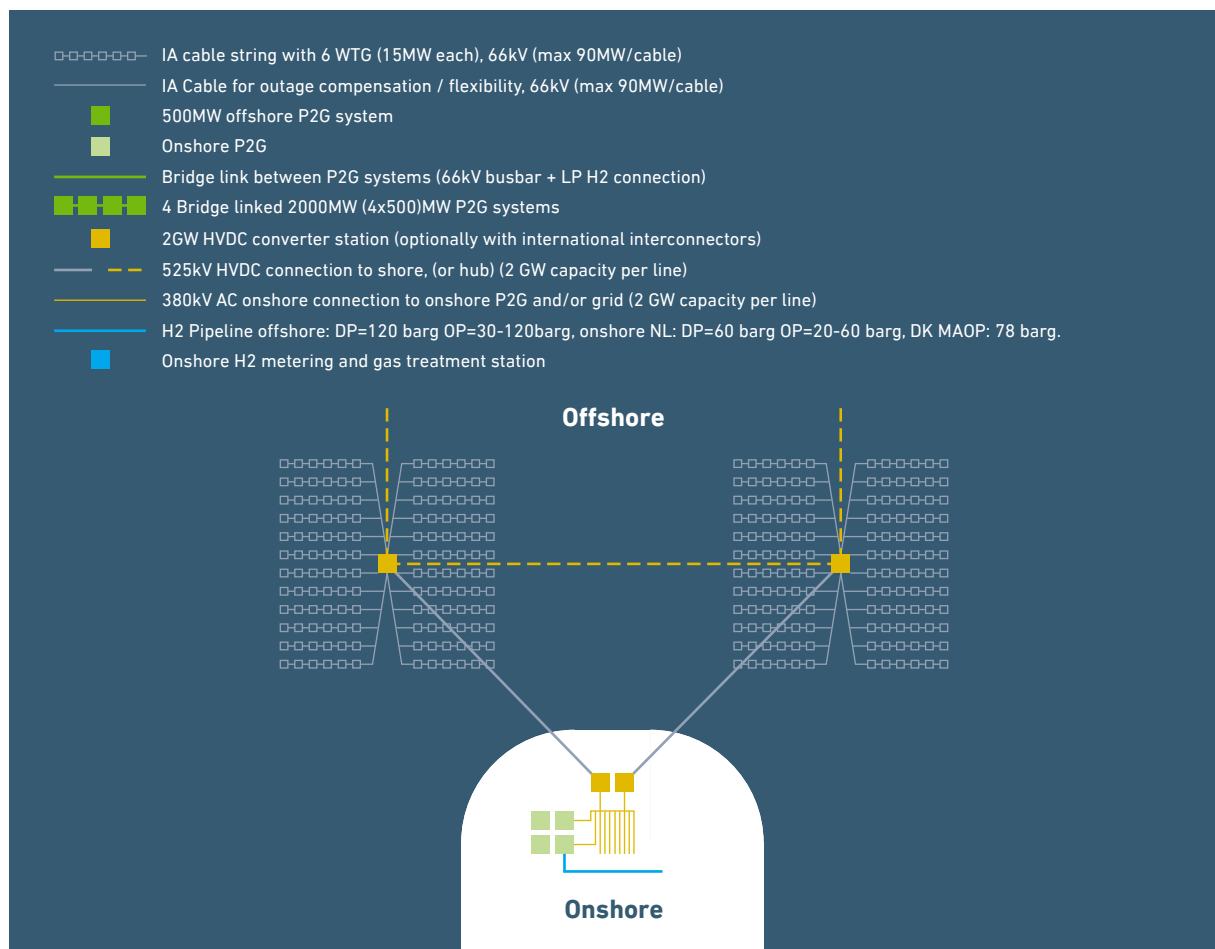 IA cable string with 6 WTG (15MW each), 66kV (max 90MW/cable)
IA Cable for outage compensation / flexibility, 66kV (max 90MW/cable)
500MW offshore P2G system
Onshore P2G
Bridge link between P2G systems (66kV busbar + LP H2 connection)
4 Bridge linked 2000MW (4x500)MW P2G systems
2GW HVDC converter station (optionally with international interconnectors)
525kV HVDC connection to shore, (or hub) (2 GW capacity per line)
380kV AC onshore connection to onshore P2G and/or grid (2 GW capacity per line)
H2 Pipeline offshore: DP=120 barg OP=30-120barg, onshore NL: DP=60 barg OP=20-60 barg, DK MAOP: 78 barg.
Onshore H2 metering and gas treatment station
Offshore
Onshore